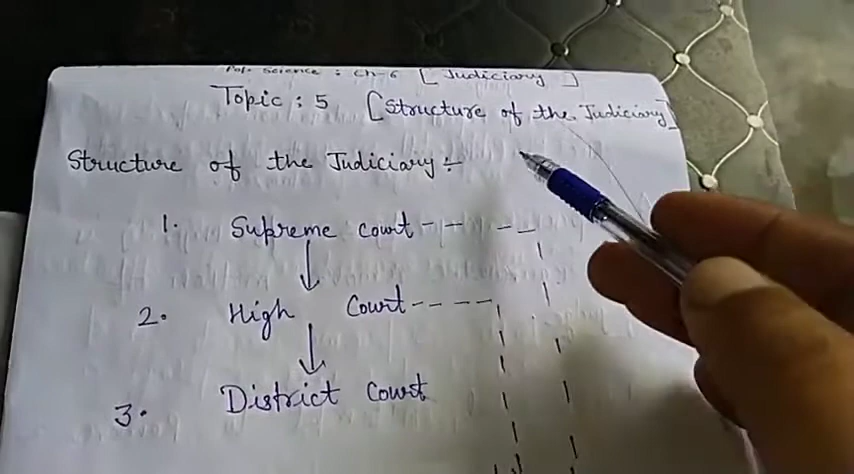 Pol. Science : Ch-6 [ Judiciary ]
Topic : 5 [Structure of the Judiciary]
Structure of the Judiciary ÷
1. Supreme court -- --
2. High Court ----
3. District Court